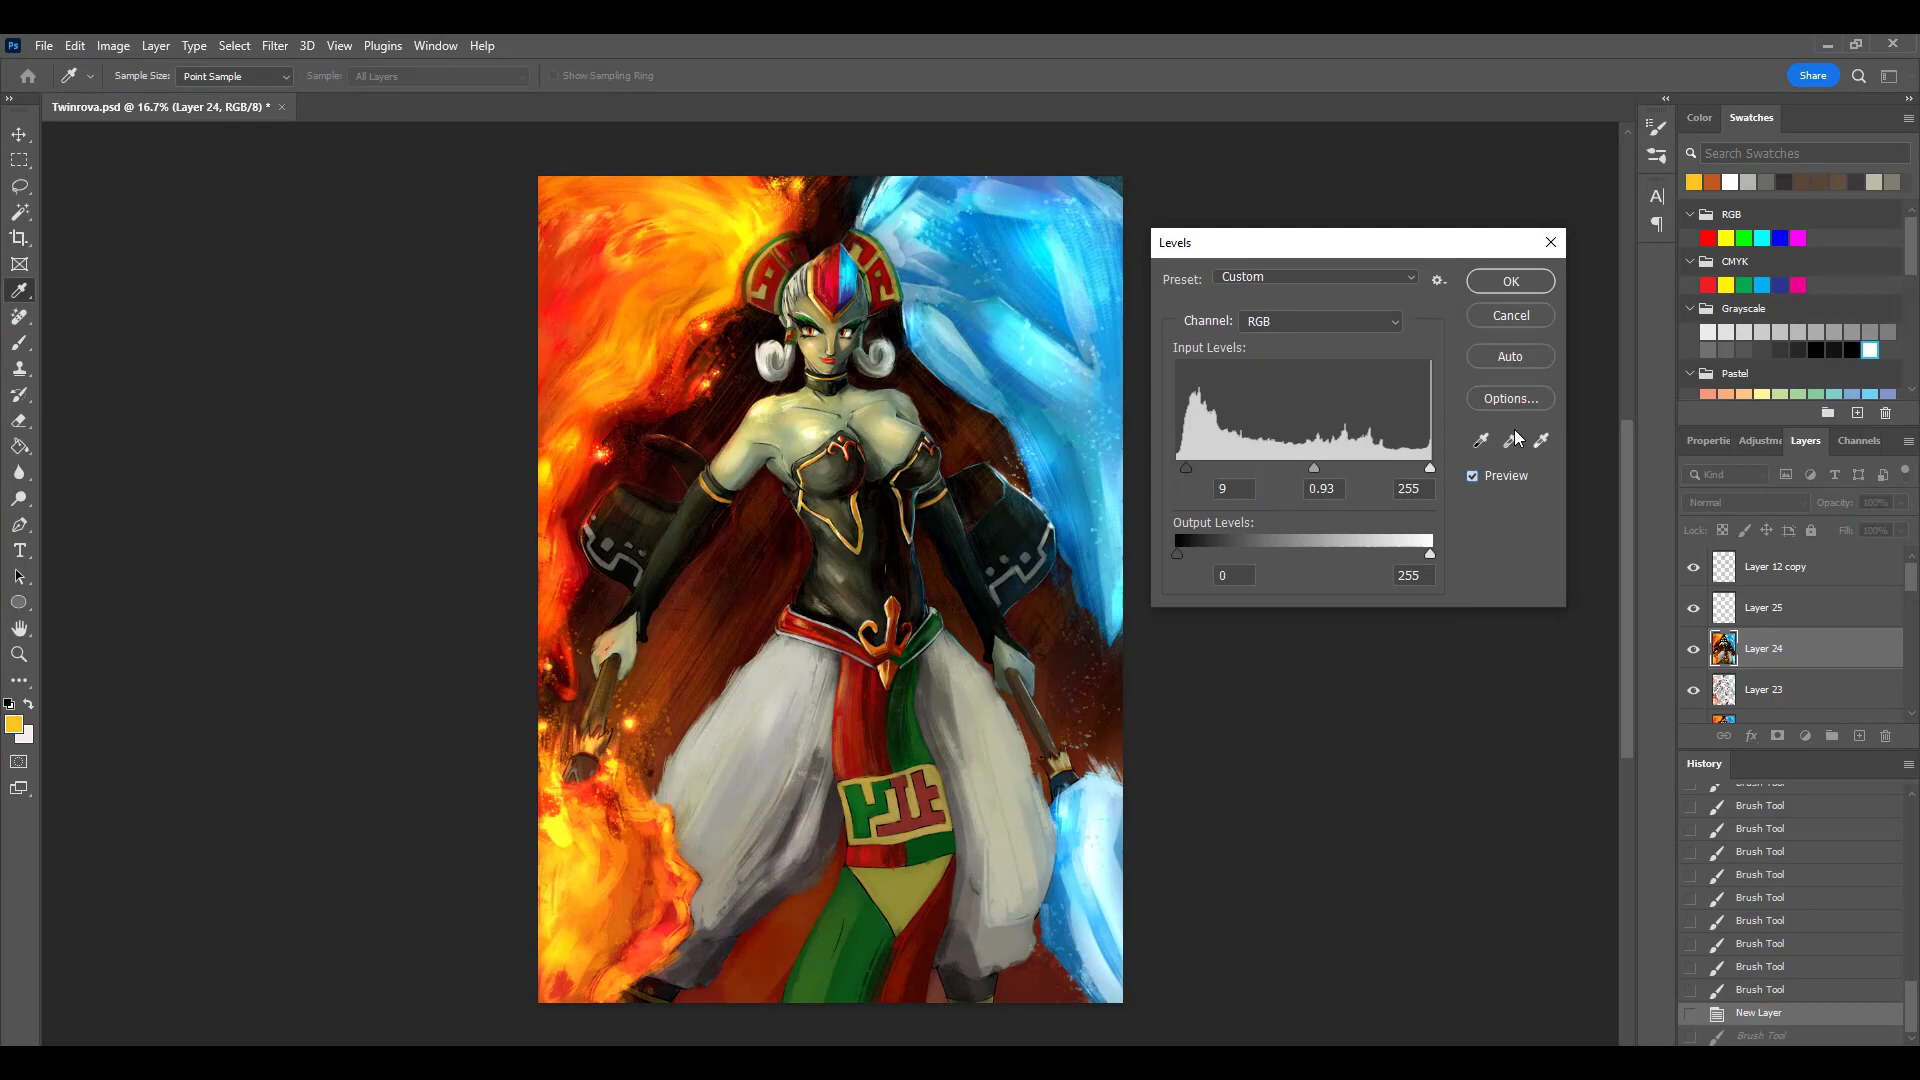 Ps File Edit Image Layer Type Select Filter 3D View Plugins Window Help
Sample Size: Point Sample Sample: All Layers Show Sampling Ring Share
Twinrova.psd @ 16.7% (Layer 24, RGB/8) *
Color Swatches
Search Swatches
RGB
CMYK
Grayscale
Pastel
Levels
Preset: Custom
OK
Channel: RGB
Cancel
Input Levels:
Auto
Options...
Preview
9 0.93 255
Output Levels:
0 255
Propertie Adjustme Layers Channels
Kind
Normal Opacity: 100%
Lock: Fill: 100%
Layer 12 copy
Layer 25
Layer 24
Layer 23
History
Brush Tool
Brush Tool
Brush Tool
Brush Tool
Brush Tool
Brush Tool
Brush Tool
Brush Tool
Brush Tool
Brush Tool
New Layer
Brush Tool